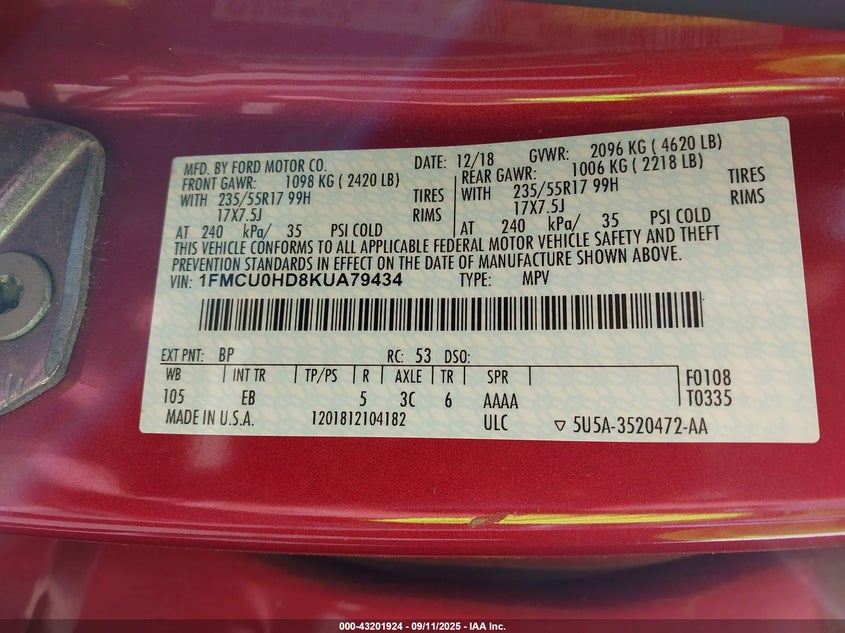 MFD. BY FORD MOTOR CO. DATE: 12/18 GVWR: 2096 KG ( 4620 LB)
FRONT GAWR: 1098 KG ( 2420 LB) REAR GAWR: 1006 KG ( 2218 LB)
WITH 235/55R17 99H TIRES WITH 235/55R17 99H TIRES
17X7.5J RIMS 17X7.5J RIMS
AT 240 kPa/ 35 PSI COLD AT 240 kPa/ 35 PSI COLD
THIS VEHICLE CONFORMS TO ALL APPLICABLE FEDERAL MOTOR VEHICLE SAFETY AND THEFT
PREVENTION STANDARDS IN EFFECT ON THE DATE OF MANUFACTURE SHOWN ABOVE.
VIN: 1FMCU0HD8KUA79434 TYPE: MPV
EXT PNT: BP RC: 53 DSO:
WB INT TR TP/PS R AXLE TR SPR F0108
105 EB 5 3C 6 AAAA T0335
MADE IN U.S.A. 1201812104182 ULC ▽ 5U5A-3520472-AA
000-43201924 - 09/11/2025 - IAA Inc.